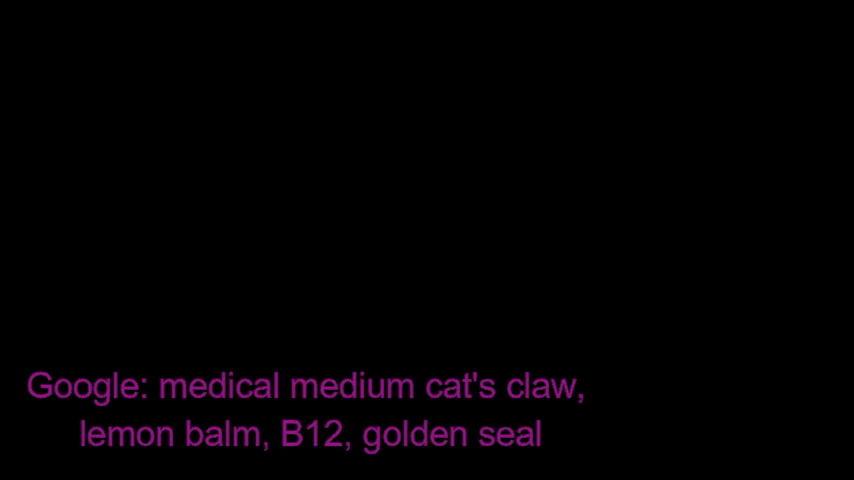 Google: medical medium cat's claw,
lemon balm, B12, golden seal